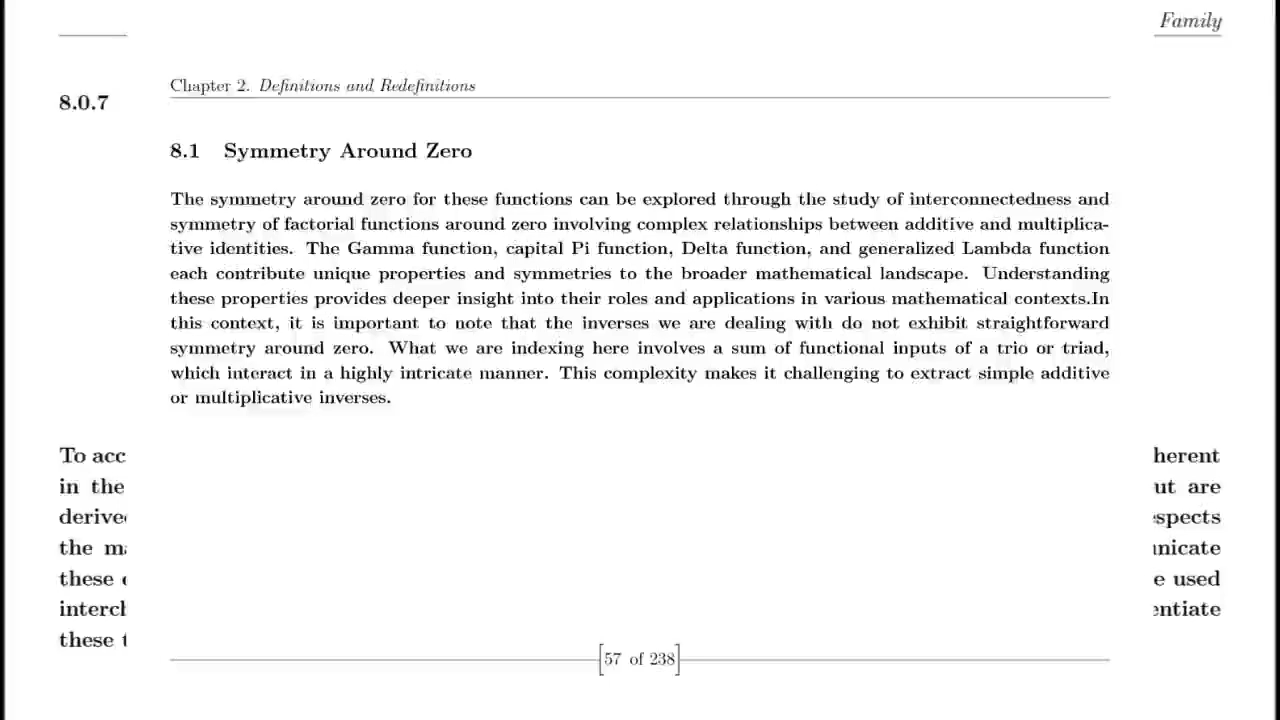 Family
Chapter 2. Definitions and Redefinitions
8.0.7
8.1 Symmetry Around Zero
The symmetry around zero for these functions can be explored through the study of interconnectedness and
symmetry of factorial functions around zero involving complex relationships between additive and multiplica-
tive identities. The Gamma function, capital Pi function, Delta function, and generalized Lambda function
each contribute unique properties and symmetries to the broader mathematical landscape. Understanding
these properties provides deeper insight into their roles and applications in various mathematical contexts.In
this context, it is important to note that the inverses we are dealing with do not exhibit straightforward
symmetry around zero. What we are indexing here involves a sum of functional inputs of a trio or triad,
which interact in a highly intricate manner. This complexity makes it challenging to extract simple additive
or multiplicative inverses.
To acc herent
in the ut are
derive spects
the m nicate
these e used
interch entiate
these t
57 of 238